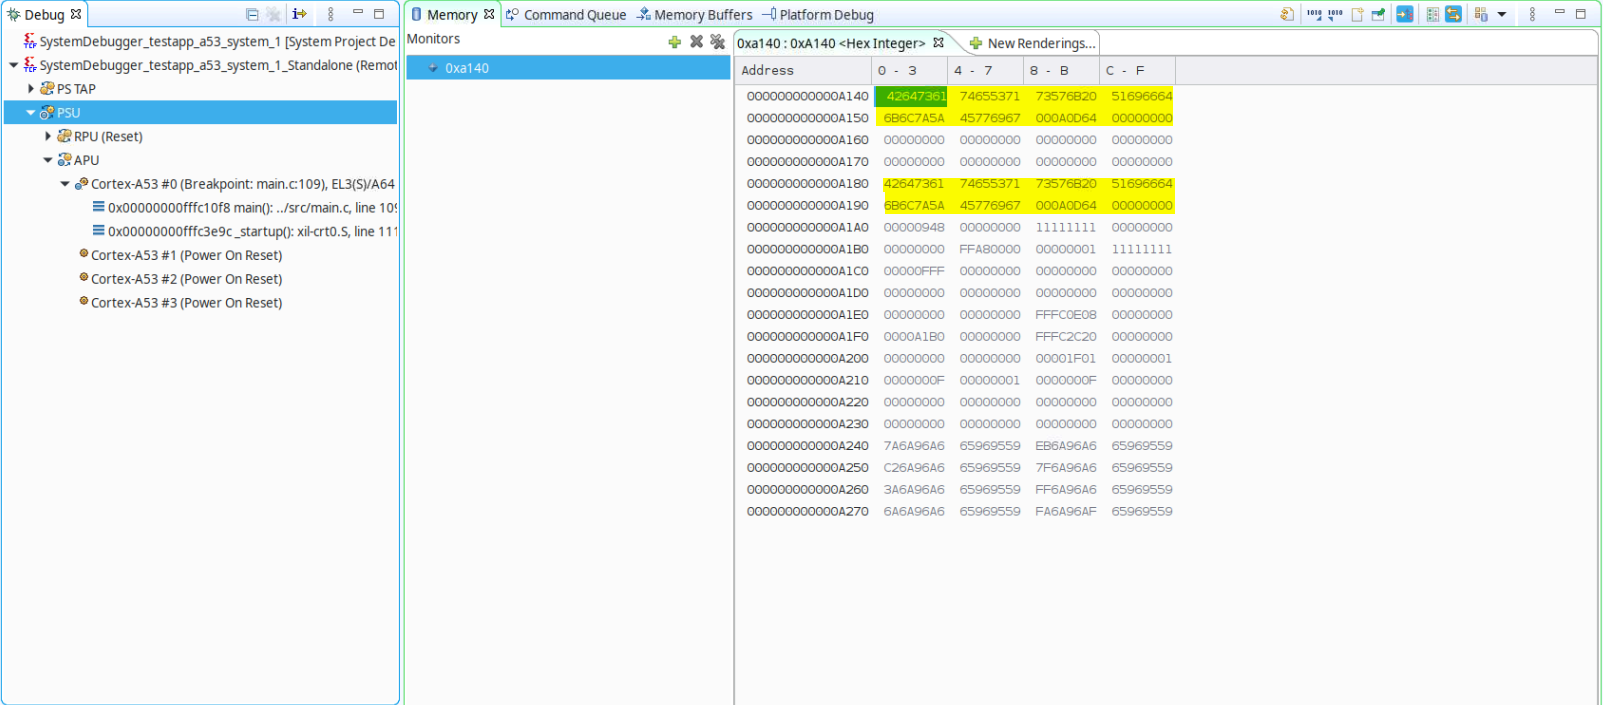 Debug
SystemDebugger_testapp_a53_system_1 [System Project De
SystemDebugger_testapp_a53_system_1_Standalone (Remot
PS TAP
PSU
RPU (Reset)
APU
Cortex-A53 #0 (Breakpoint: main.c:109), EL3(S)/A64
0x00000000fffc10f8 main(): ../src/main.c, line 109
0x00000000fffc3e9c _startup(): xil-crt0.S, line 111
Cortex-A53 #1 (Power On Reset)
Cortex-A53 #2 (Power On Reset)
Cortex-A53 #3 (Power On Reset)
Memory Command Queue Memory Buffers Platform Debug
Monitors
0xa140
0xa140 : 0xA140 <Hex Integer> New Renderings...
Address 0 - 3 4 - 7 8 - B C - F
000000000000A140 42647361 74655371 73576B20 51696664
000000000000A150 6B6C7A5A 45776967 000A0D64 00000000
000000000000A160 00000000 00000000 00000000 00000000
000000000000A170 00000000 00000000 00000000 00000000
000000000000A180 42647361 74655371 73576B20 51696664
000000000000A190 6B6C7A5A 45776967 000A0D64 00000000
000000000000A1A0 00000948 00000000 11111111 00000000
000000000000A1B0 00000000 FFA80000 00000001 11111111
000000000000A1C0 00000FFF 00000000 00000000 00000000
000000000000A1D0 00000000 00000000 00000000 00000000
000000000000A1E0 00000000 00000000 FFFC0E08 00000000
000000000000A1F0 0000A1B0 00000000 FFFC2C20 00000000
000000000000A200 00000000 00000000 00001F01 00000001
000000000000A210 0000000F 00000001 0000000F 00000000
000000000000A220 00000000 00000000 00000000 00000000
000000000000A230 00000000 00000000 00000000 00000000
000000000000A240 7A6A96A6 65969559 EB6A96A6 65969559
000000000000A250 C26A96A6 65969559 7F6A96A6 65969559
000000000000A260 3A6A96A6 65969559 FF6A96A6 65969559
000000000000A270 6A6A96A6 65969559 FA6A96AF 65969559